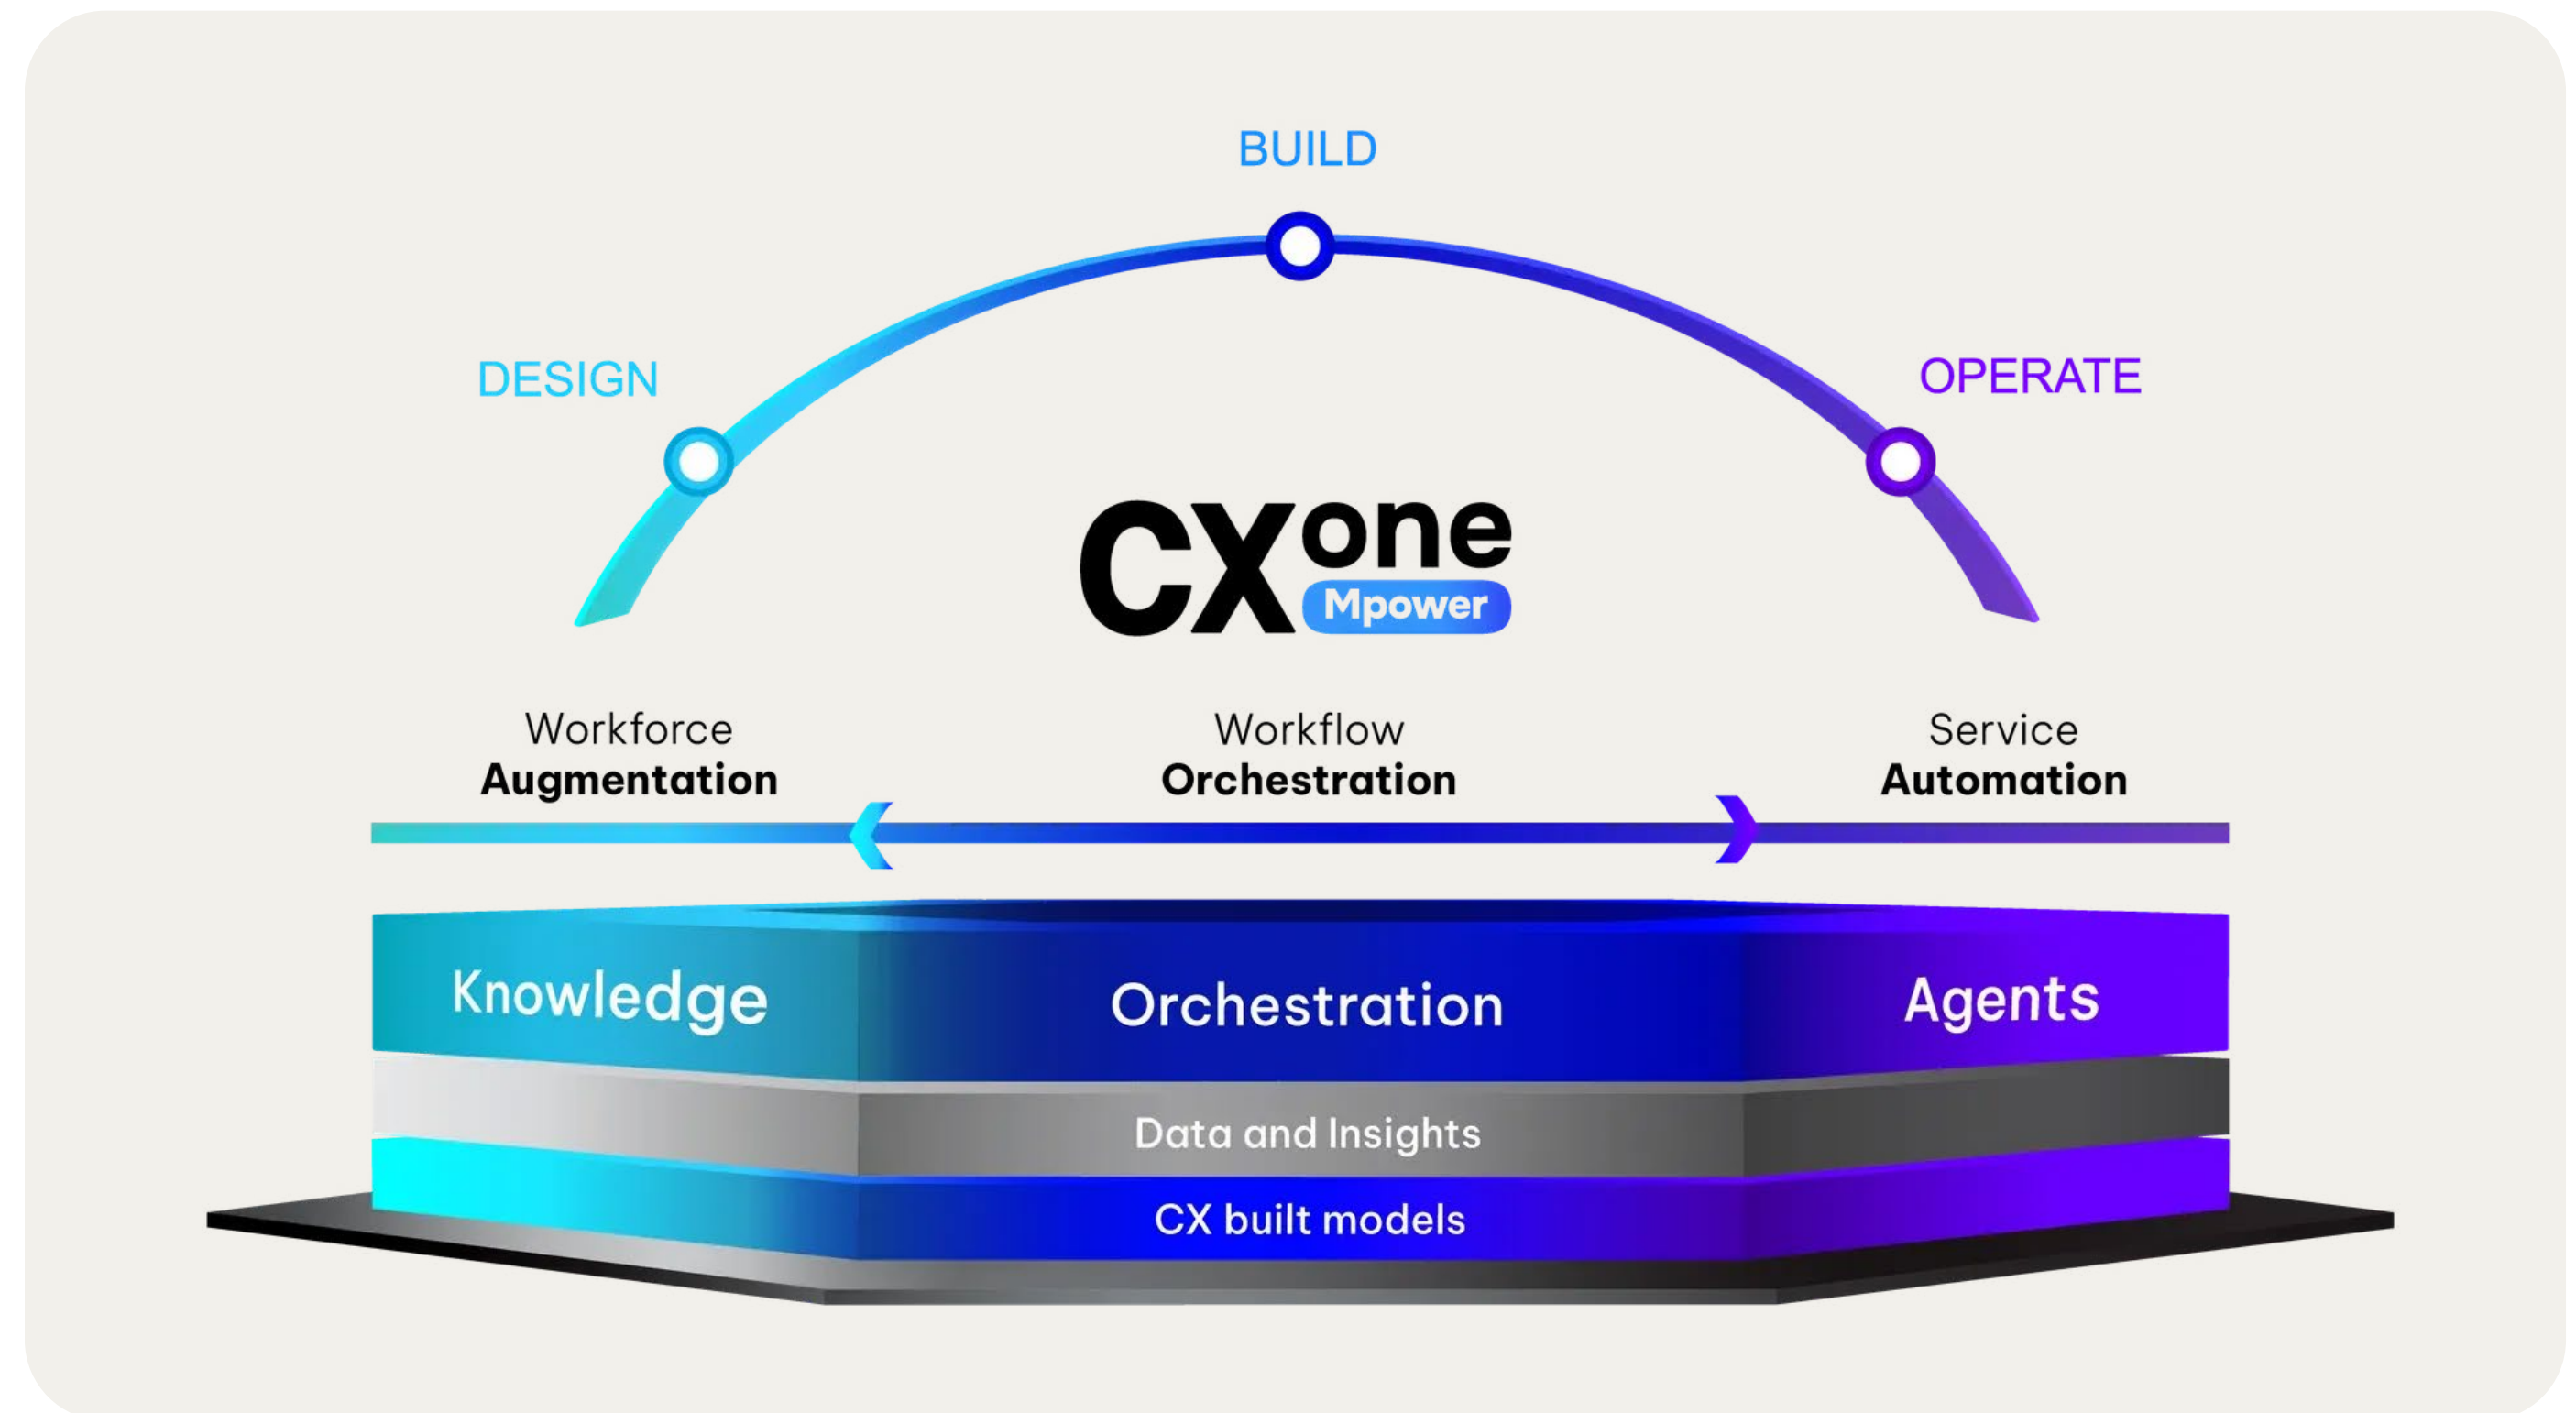 BUILD
DESIGN
OPERATE
CXone
Mpower
Workforce
Augmentation
Workflow
Orchestration
Service
Automation
Knowledge
Orchestration
Agents
Data and Insights
CX built models